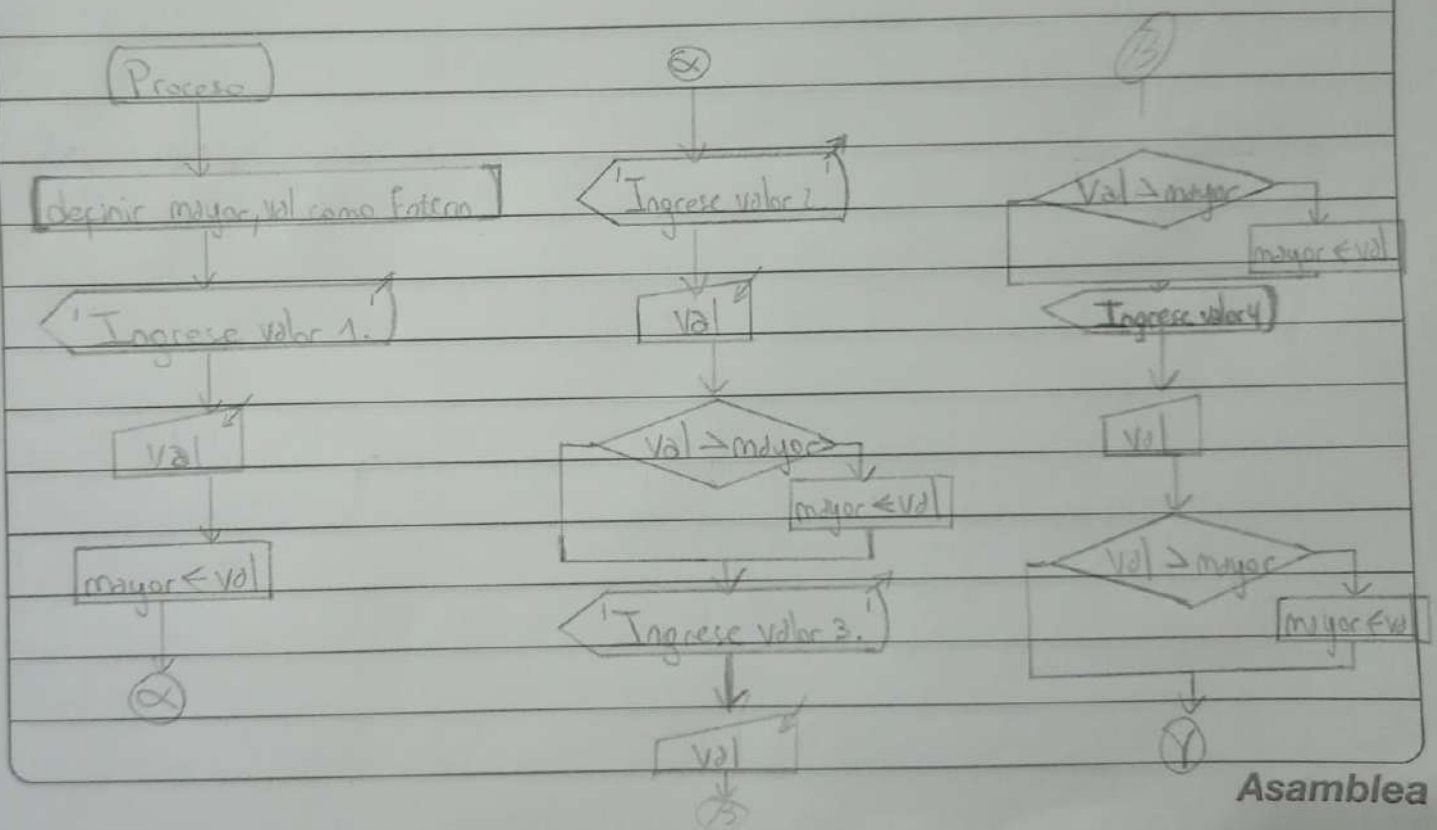 Proceso
definir mayor, val como Entero
'Ingrese valor 1.'
val
mayor ← val
α
α
'Ingrese valor 2.'
val
val > mayor
mayor ← val
'Ingrese valor 3.'
val
β
β
Val > mayor
mayor ← val
Ingrese valor 4
val
val > mayor
mayor ← va
γ
Asamblea